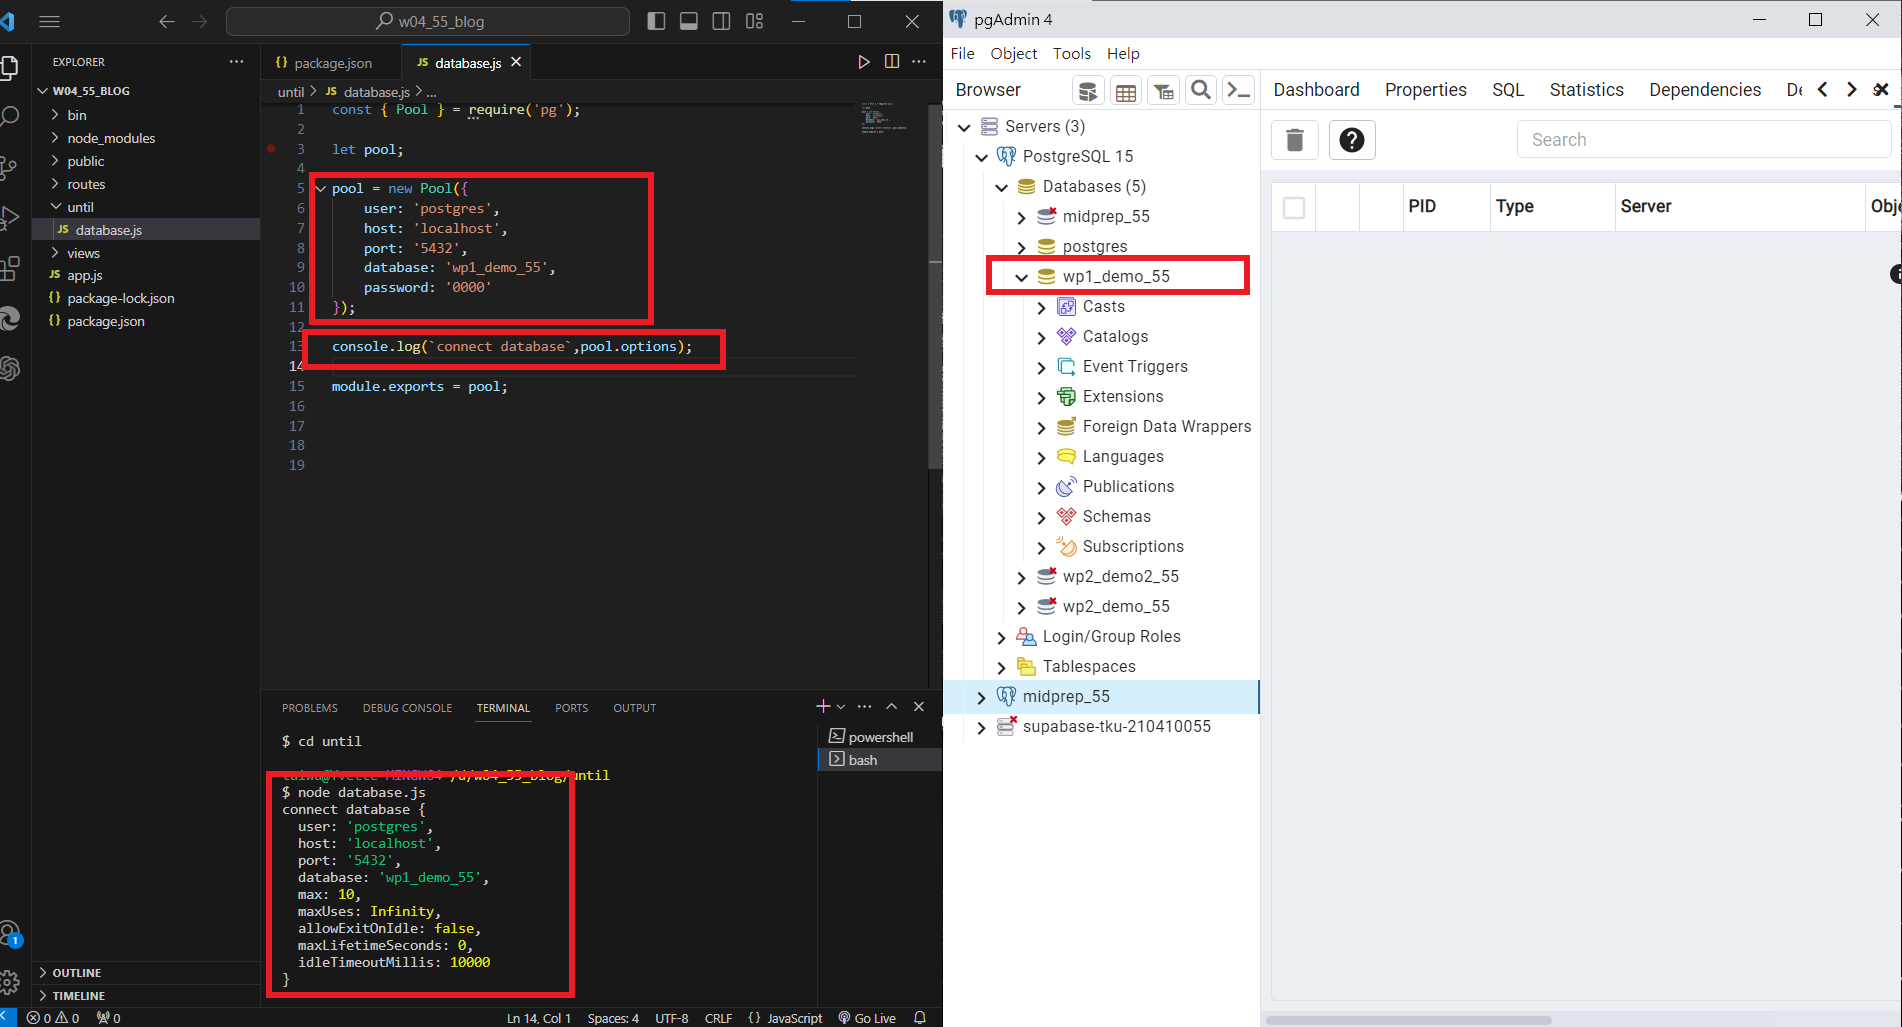 w04_55_blog
EXPLORER
W04_55_BLOG
bin
node_modules
public
routes
until
JS database.js
views
JS app.js
{} package-lock.json
{} package.json
OUTLINE
TIMELINE
{} package.json
JS database.js
until > JS database.js > ...
1 const { Pool } = require('pg');
2
3 let pool;
4
5 pool = new Pool({
6 user: 'postgres',
7 host: 'localhost',
8 port: '5432',
9 database: 'wp1_demo_55',
10 password: '0000'
11 });
12
13 console.log(`connect database`,pool.options);
14
15 module.exports = pool;
16
17
18
19
PROBLEMS DEBUG CONSOLE TERMINAL PORTS OUTPUT
powershell
bash
$ cd until
/d/w04_55_blog/until
$ node database.js
connect database {
user: 'postgres',
host: 'localhost',
port: '5432',
database: 'wp1_demo_55',
max: 10,
maxUses: Infinity,
allowExitOnIdle: false,
maxLifetimeSeconds: 0,
idleTimeoutMillis: 10000
}
1
0 0 0 Ln 14, Col 1 Spaces: 4 UTF-8 CRLF {} JavaScript Go Live
pgAdmin 4
File Object Tools Help
Browser
Dashboard Properties SQL Statistics Dependencies De
Servers (3)
PostgreSQL 15
Databases (5)
midprep_55
postgres
wp1_demo_55
Casts
Catalogs
Event Triggers
Extensions
Foreign Data Wrappers
Languages
Publications
Schemas
Subscriptions
wp2_demo2_55
wp2_demo_55
Login/Group Roles
Tablespaces
midprep_55
supabase-tku-210410055
Search
PID Type Server Obje